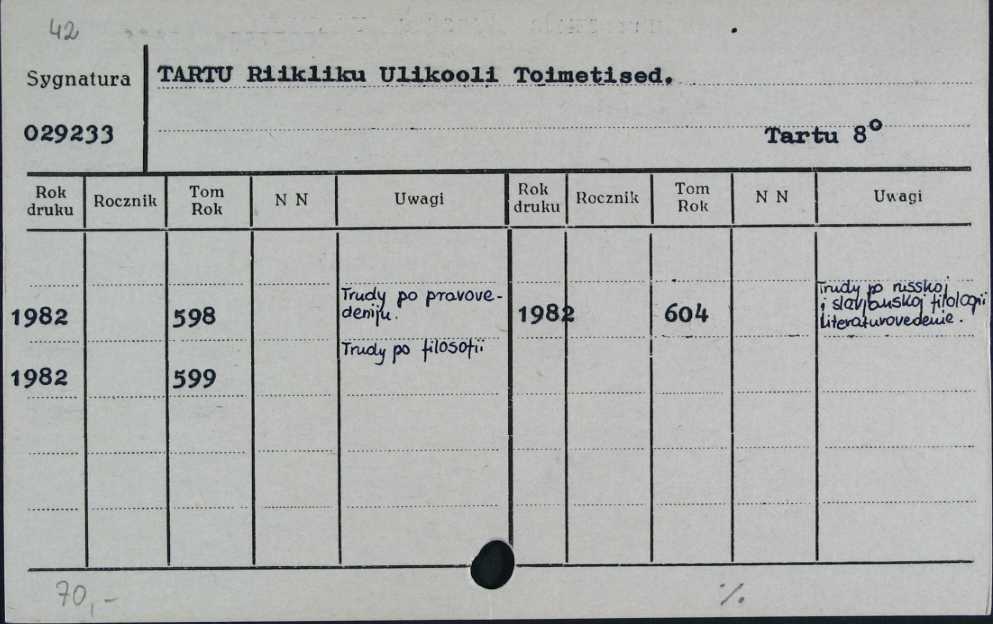 42
Sygnatura TARTU Riikliku Ulikooli Toimetised.
029233 Tartu 8°
Rok druku Rocznik Tom Rok N N Uwagi Rok druku Rocznik Tom Rok N N Uwagi
1982 598 Trudy po pravove-
deniju.
1982 599 Trudy po filosofii
1982 604 Trudy po russkoj
i slavjanskoj filologii
Literaturovedenie.
70,- %.